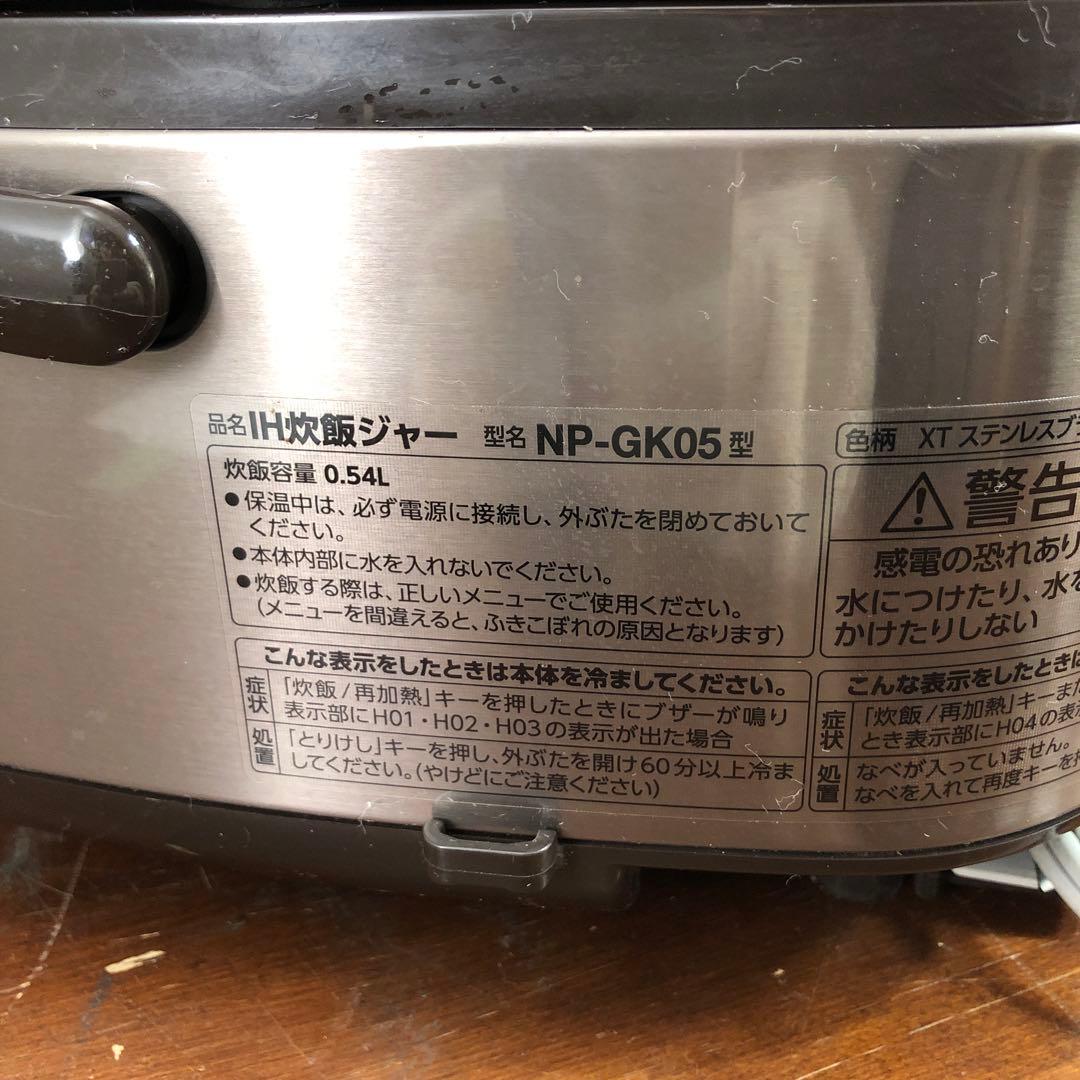 品名 IH炊飯ジャー 型名 NP-GK05型
炊飯容量 0.54L
●保温中は、必ず電源に接続し、外ぶたを閉めておいて
ください。
●本体内部に水を入れないでください。
●炊飯する際は、正しいメニューでご使用ください。
(メニューを間違えると、ふきこぼれの原因となります)
こんな表示をしたときは本体を冷ましてください。
症状 「炊飯/再加熱」キーを押したときにブザーが鳴り
表示部にH01・H02・H03の表示が出た場合
処置 「とりけし」キーを押し、外ぶたを開け60分以上冷ま
してください。(やけどにご注意ください)
色柄 XT ステンレスブ
警告
感電の恐れあり
水につけたり、水を
かけたりしない
こんな表示をしたときは
症状 「炊飯/再加熱」キーまた
とき表示部にH04の表
処置 なべが入っていません。
なべを入れて再度キーを押